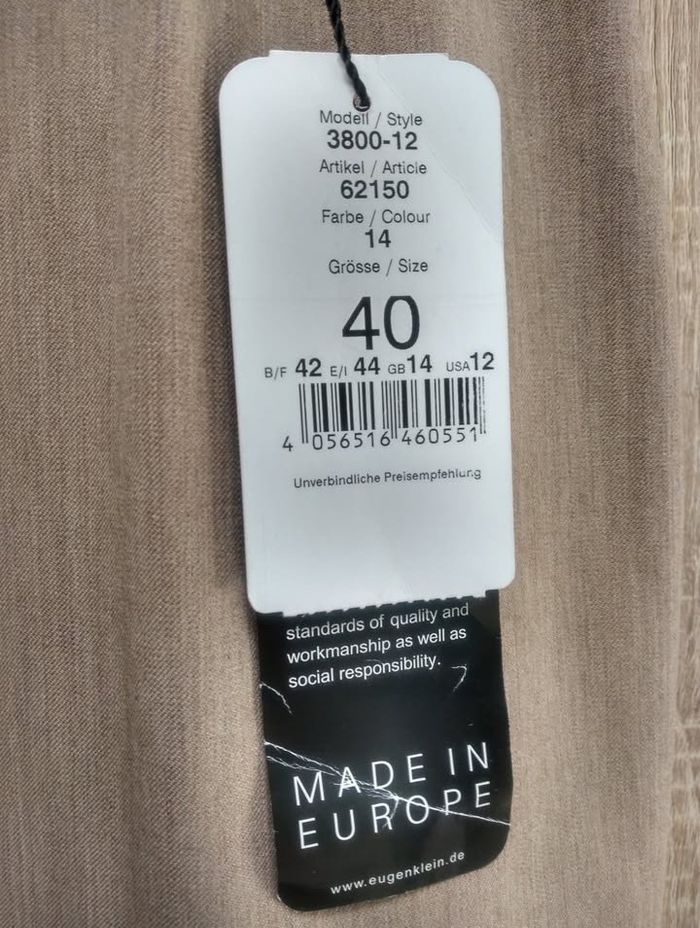 Modell / Style
3800-12
Artikel / Article
62150
Farbe / Colour
14
Grösse / Size
40
B/F 42 E/I 44 GB 14 USA 12
4 056516 460551
Unverbindliche Preisempfehlung
standards of quality and
workmanship as well as
social responsibility.
MADE IN
EUROPE
www.eugenklein.de